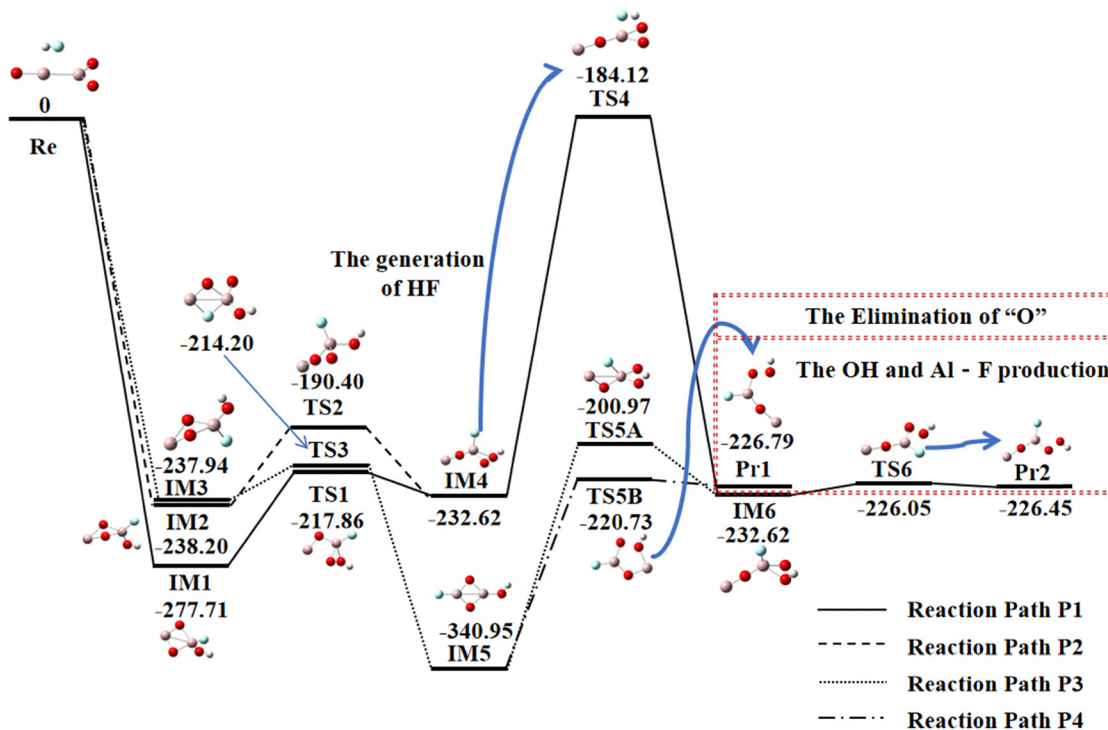 0
Re
-184.12
TS4
The generation
of HF
-214.20
-190.40
TS2
TS3
TS1
-217.86
-237.94
IM3
IM2
-238.20
IM1
-277.71
IM4
-232.62
-340.95
IM5
-200.97
TS5A
TS5B
-220.73
The Elimination of “O”
The OH and Al - F production
-226.79
Pr1
IM6
-232.62
TS6
-226.05
Pr2
-226.45
Reaction Path P1
Reaction Path P2
Reaction Path P3
Reaction Path P4